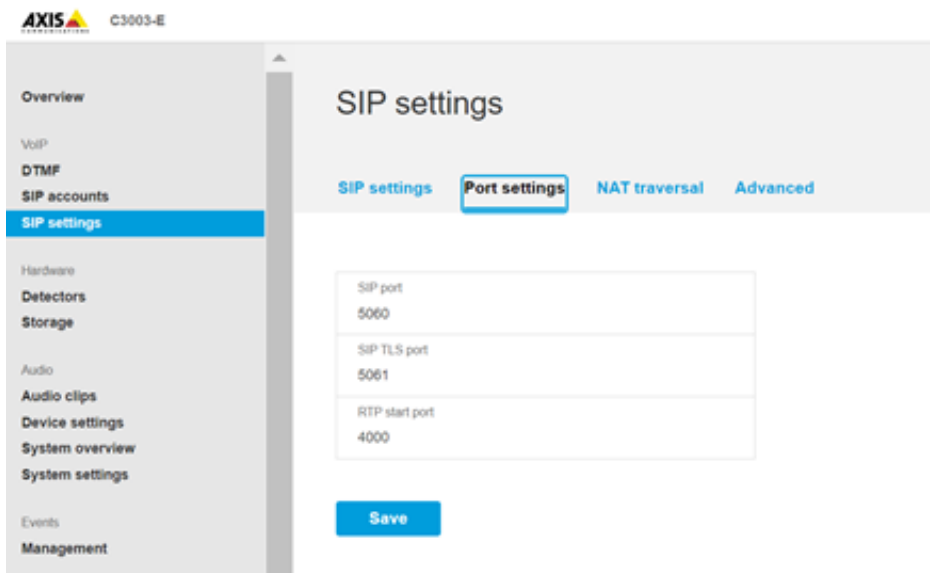 AXIS
COMMUNICATIONS
C3003-E
Overview
VoIP
DTMF
SIP accounts
SIP settings
Hardware
Detectors
Storage
Audio
Audio clips
Device settings
System overview
System settings
Events
Management
SIP settings
SIP settings Port settings NAT traversal Advanced
SIP port
5060
SIP TLS port
5061
RTP start port
4000
Save